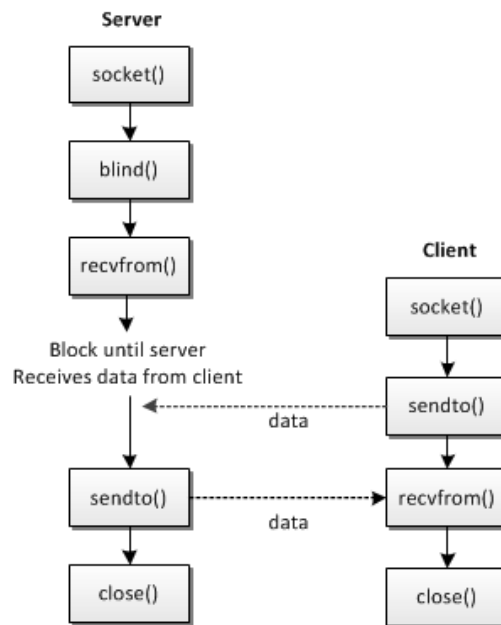 Server
socket()
blind()
recvfrom()
Block until server
Receives data from client
sendto()
close()
Client
socket()
sendto()
data
recvfrom()
data
close()